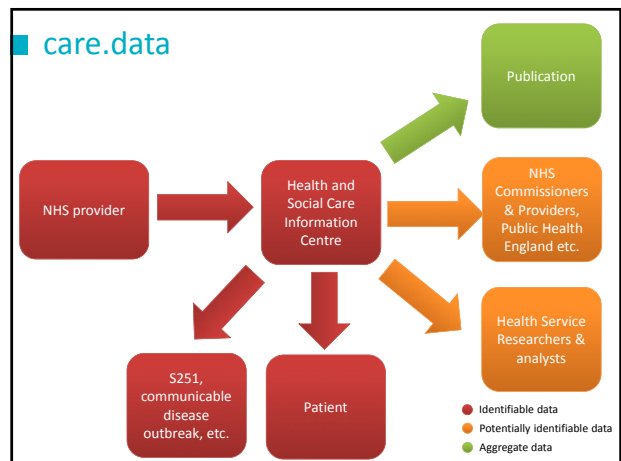 care.data
Publication
NHS provider
Health and
Social Care
Information
Centre
NHS
Commissioners
& Providers,
Public Health
England etc.
Health Service
Researchers &
analysts
S251,
communicable
disease
outbreak, etc.
Patient
Identifiable data
Potentially identifiable data
Aggregate data